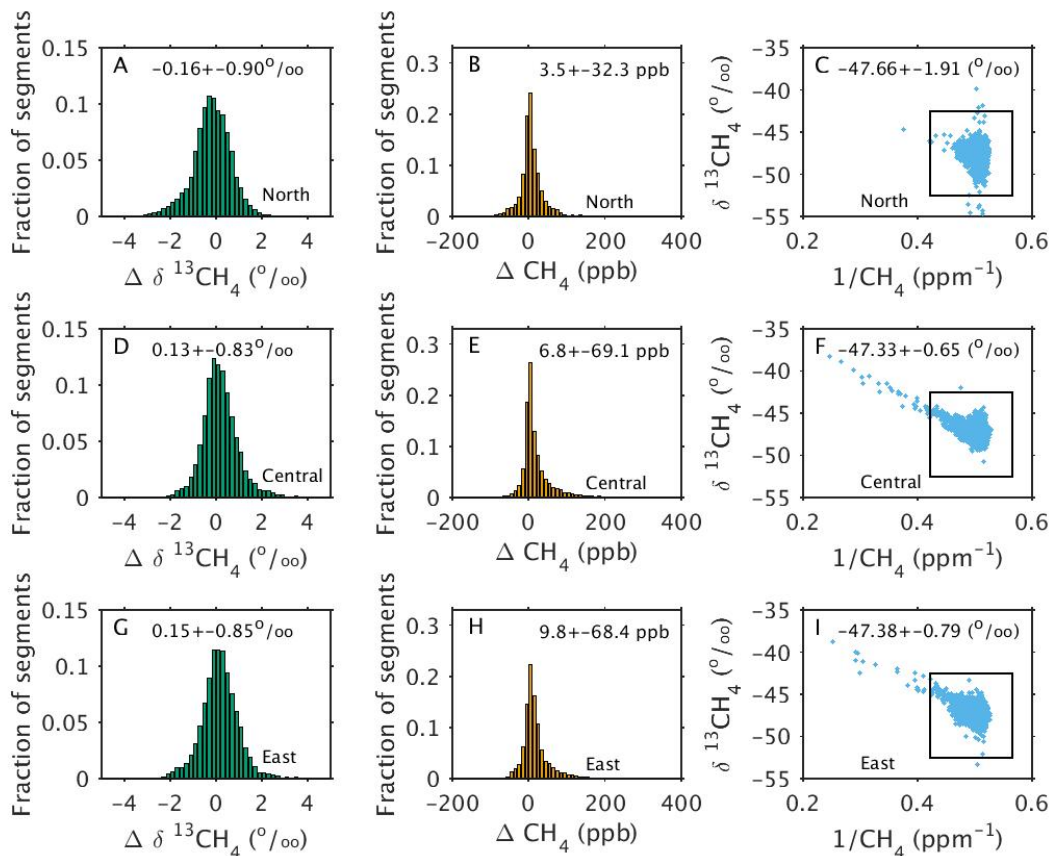 A
-0.16+-0.90°/oo
North
0.15
0.1
0.05
0
-4 -2 0 2 4
Fraction of segments
Δ δ ¹³CH₄ (°/oo)
B
3.5+-32.3 ppb
North
0.3
0.2
0.1
0
-200 0 200 400
Fraction of segments
Δ CH₄ (ppb)
C
-47.66+-1.91 (°/oo)
North
-35
-40
-45
-50
-55
0.2 0.4 0.6
δ ¹³CH₄ (°/oo)
1/CH₄ (ppm⁻¹)
D
0.13+-0.83°/oo
Central
0.15
0.1
0.05
0
-4 -2 0 2 4
Fraction of segments
Δ δ ¹³CH₄ (°/oo)
E
6.8+-69.1 ppb
Central
0.3
0.2
0.1
0
-200 0 200 400
Fraction of segments
Δ CH₄ (ppb)
F
-47.33+-0.65 (°/oo)
Central
-35
-40
-45
-50
-55
0.2 0.4 0.6
δ ¹³CH₄ (°/oo)
1/CH₄ (ppm⁻¹)
G
0.15+-0.85°/oo
East
0.15
0.1
0.05
0
-4 -2 0 2 4
Fraction of segments
Δ δ ¹³CH₄ (°/oo)
H
9.8+-68.4 ppb
East
0.3
0.2
0.1
0
-200 0 200 400
Fraction of segments
Δ CH₄ (ppb)
I
-47.38+-0.79 (°/oo)
East
-35
-40
-45
-50
-55
0.2 0.4 0.6
δ ¹³CH₄ (°/oo)
1/CH₄ (ppm⁻¹)